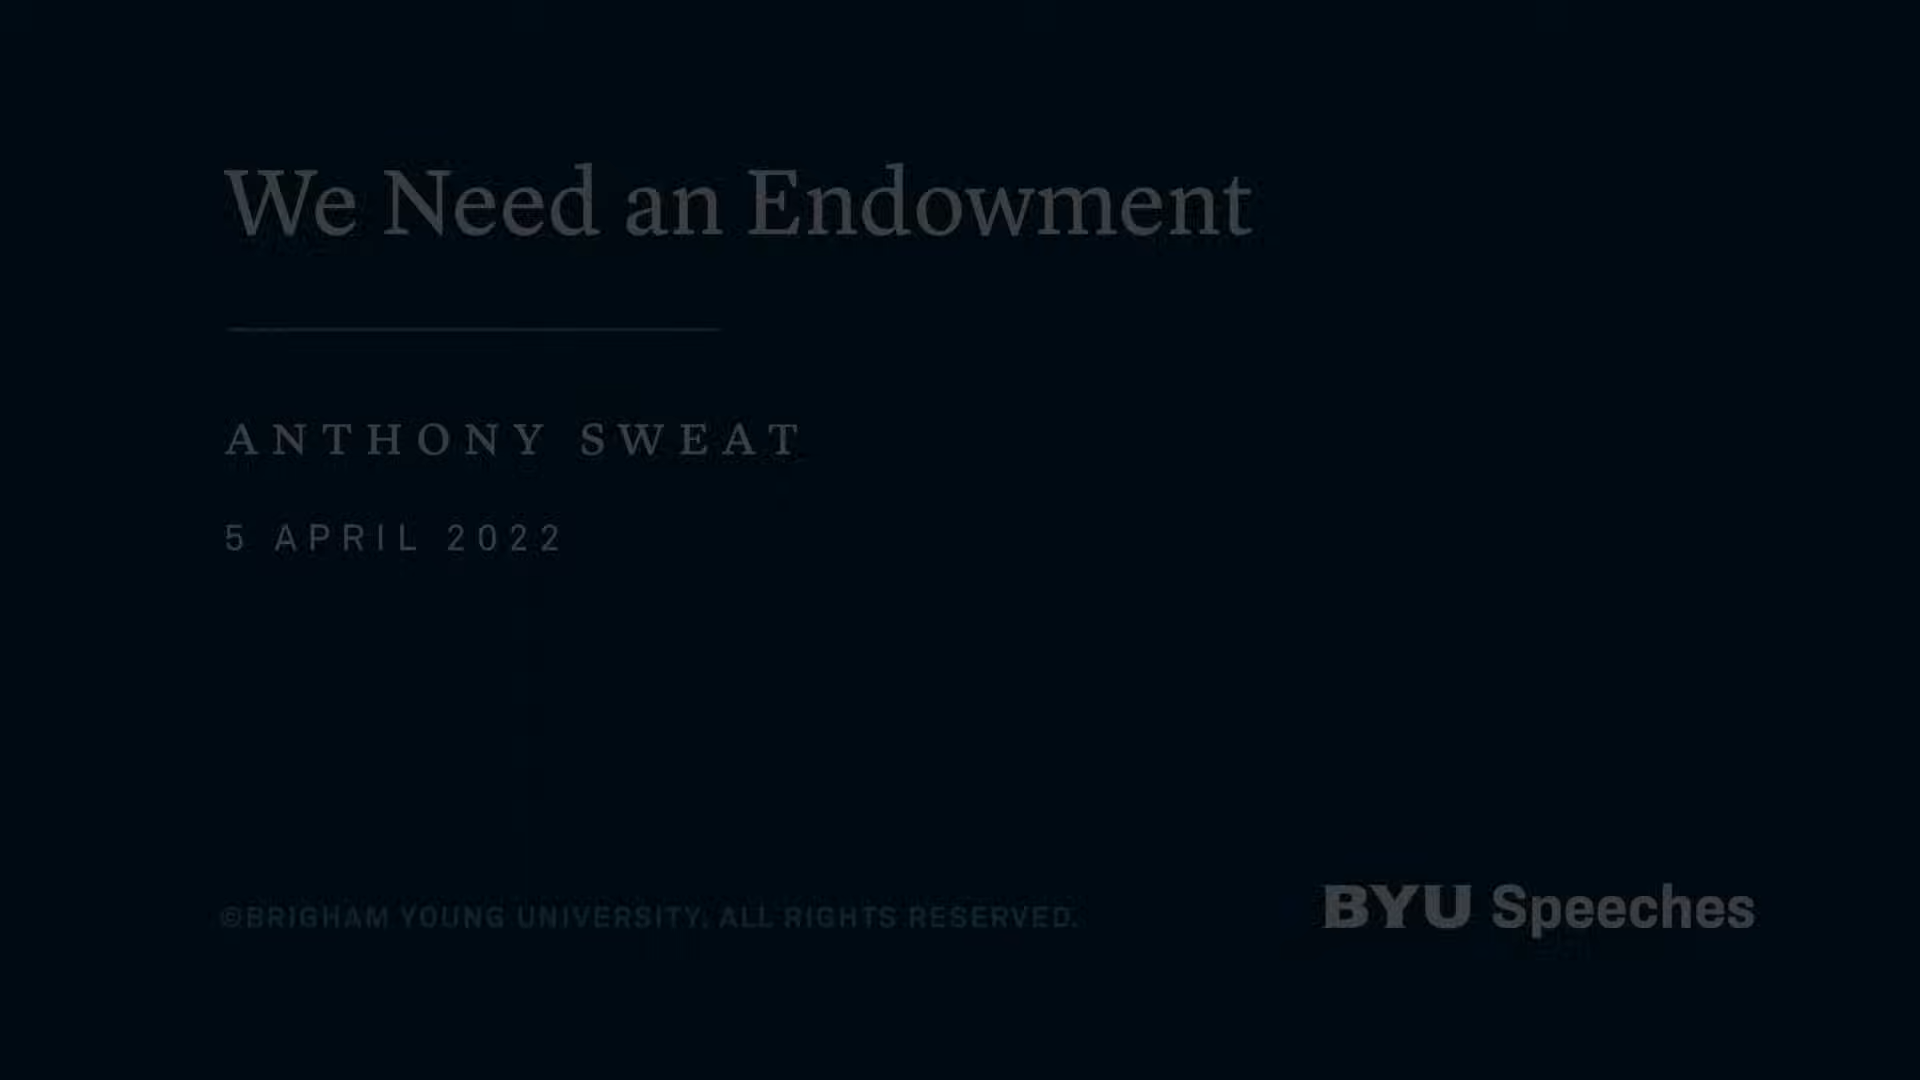 We Need an Endowment
ANTHONY SWEAT
5 APRIL 2022
©BRIGHAM YOUNG UNIVERSITY, ALL RIGHTS RESERVED.
BYU Speeches